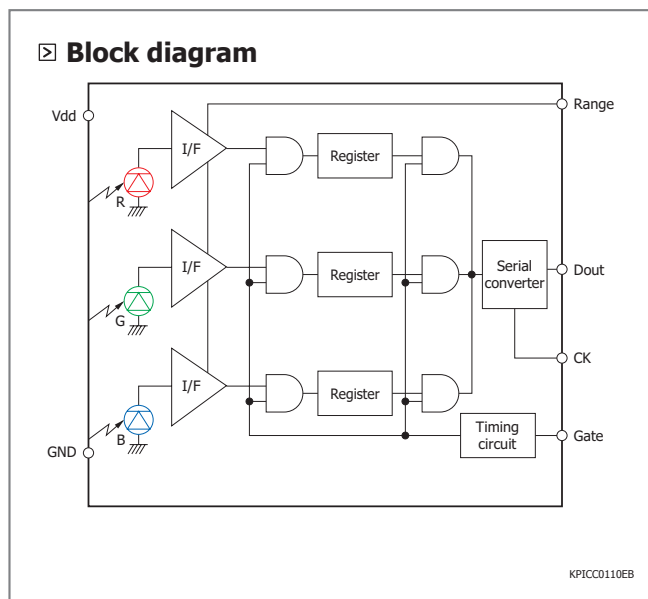 Block diagram
Vdd
Range
I/F
Register
R
I/F
Register
Serial
converter
Dout
G
CK
I/F
Register
B
Timing
circuit
Gate
GND
KPICC0110EB